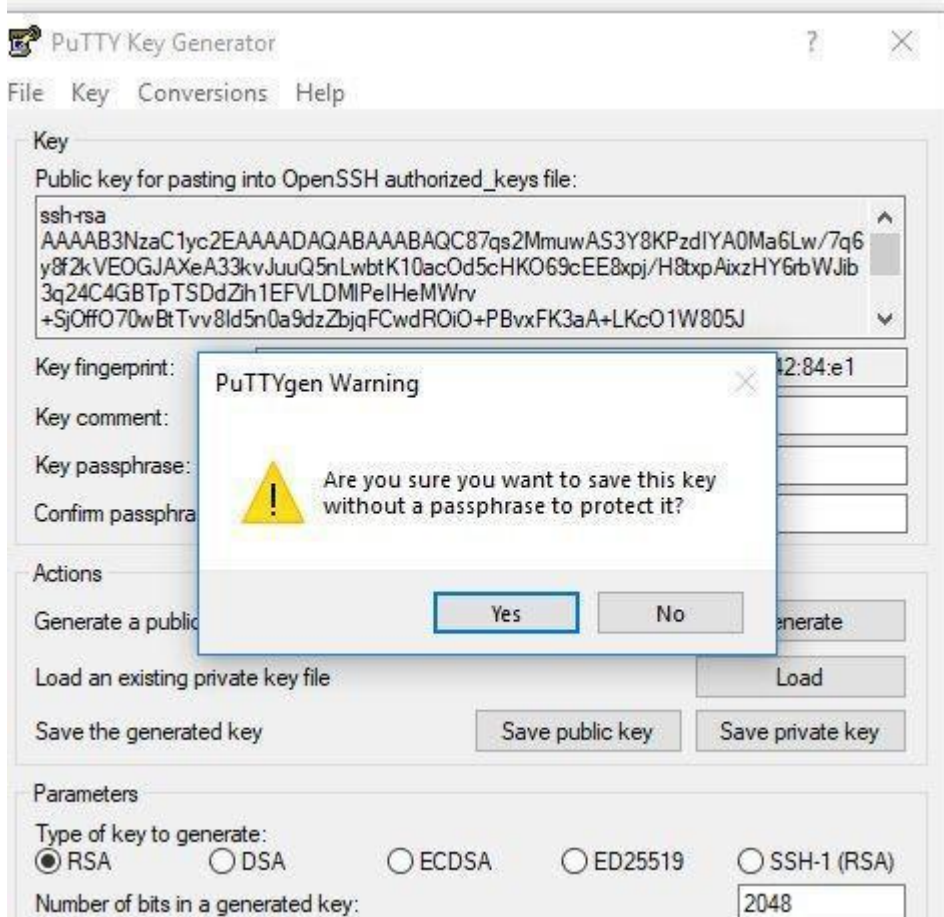 PuTTY Key Generator
File Key Conversions Help
Key
Public key for pasting into OpenSSH authorized_keys file:
ssh-rsa
AAAAB3NzaC1yc2EAAAADAQABAAABAQC87qs2MmuwAS3Y8KPzdIYA0Ma6Lw/7q6
y8f2kVEOGJAXeA33kvJuuQ5nLwbtK10acOd5cHKO69cEE8xpj/H8txpAixzHY6rbWJib
3q24C4GBTpTSDdZih1EFVLDMIPeIHeMWrv
+SjOffO70wBtTvv8Id5n0a9dzZbjqFCwdROiO+PBvxFK3aA+LKcO1W805J
Key fingerprint: 42:84:e1
Key comment:
Key passphrase:
Confirm passphra
PuTTYgen Warning
Are you sure you want to save this key
without a passphrase to protect it?
Yes No
Actions
Generate a public enerate
Load an existing private key file Load
Save the generated key Save public key Save private key
Parameters
Type of key to generate:
RSA DSA ECDSA ED25519 SSH-1 (RSA)
Number of bits in a generated key: 2048